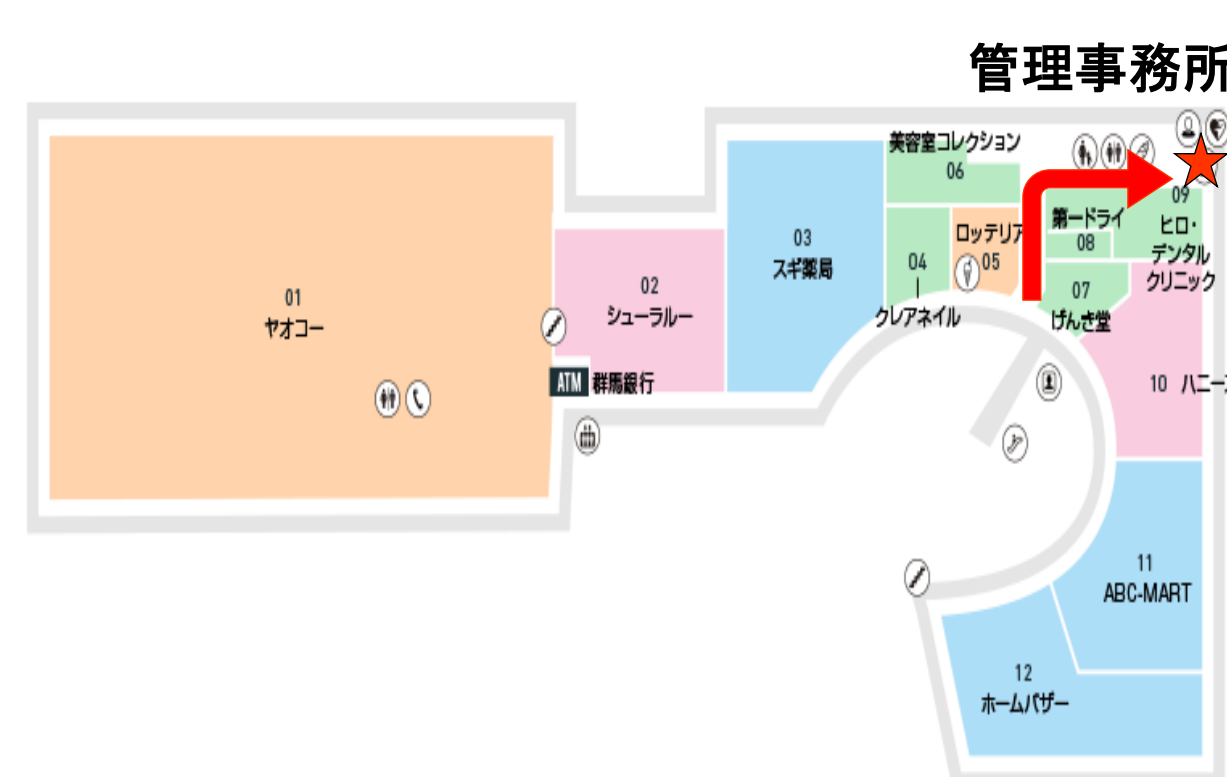 管理事務所
美容室コレクション
06
09
ヒロ・
デンタル
クリニック
第一ドライ
08
03
スギ薬局
ロッテリア
05
04
クレアネイル
07
げんき堂
02
シューラルー
01
ヤオコー
ATM 群馬銀行
10 ハニー
11
ABC-MART
12
ホームバザー